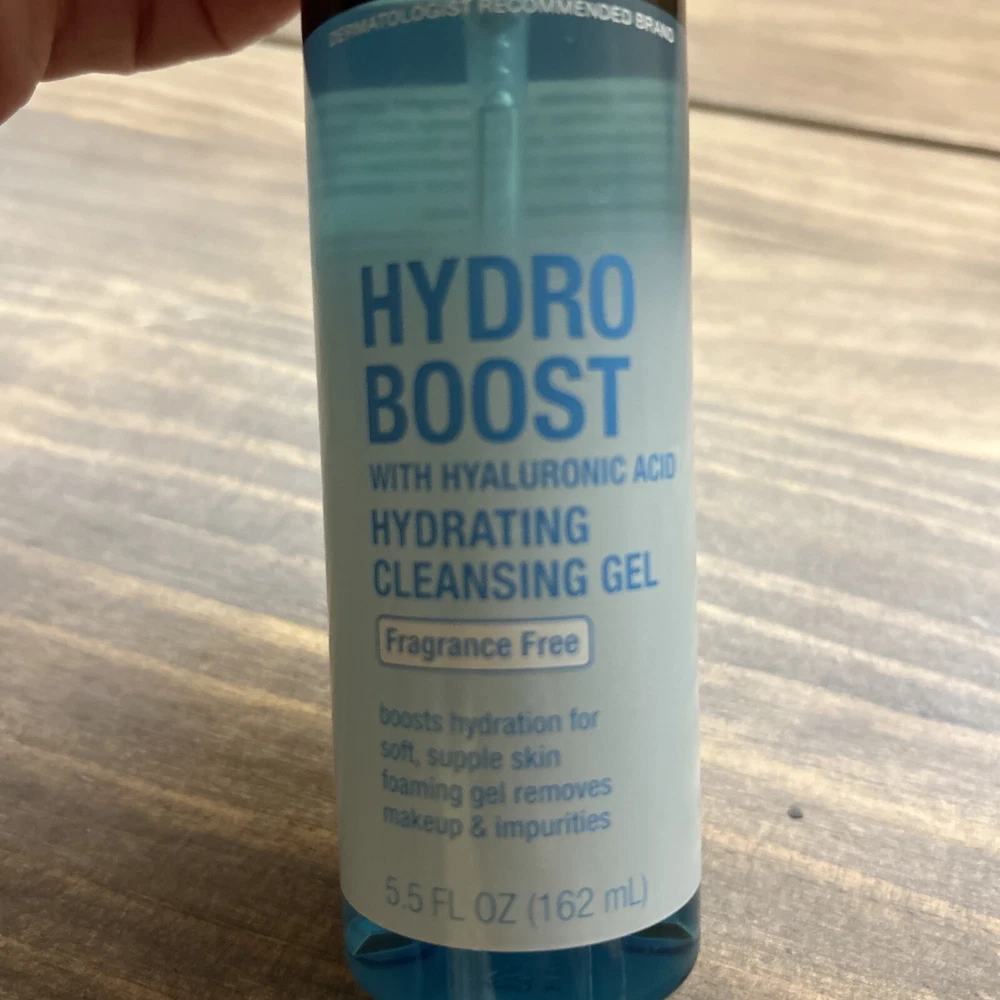 DERMATOLOGIST RECOMMENDED BRAND
HYDRO
BOOST
WITH HYALURONIC ACID
HYDRATING
CLEANSING GEL
Fragrance Free
boosts hydration for
soft, supple skin
foaming gel removes
makeup & impurities
5.5 FL OZ (162 mL)